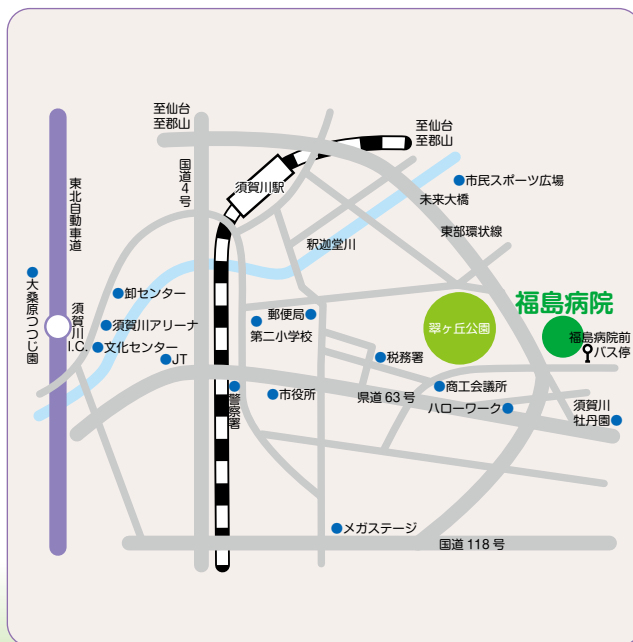 至仙台
至郡山
国道4号
東北自動車道
須賀川駅
至仙台
至郡山
市民スポーツ広場
未来大橋
東部環状線
釈迦堂川
大桑原つつじ園
須賀川
I.C.
卸センター
須賀川アリーナ
文化センター
JT
郵便局
第二小学校
翠ヶ丘公園
福島病院
福島病院前
バス停
税務署
警察署
市役所
県道63号
商工会議所
ハローワーク
須賀川
牡丹園
メガステージ
国道118号